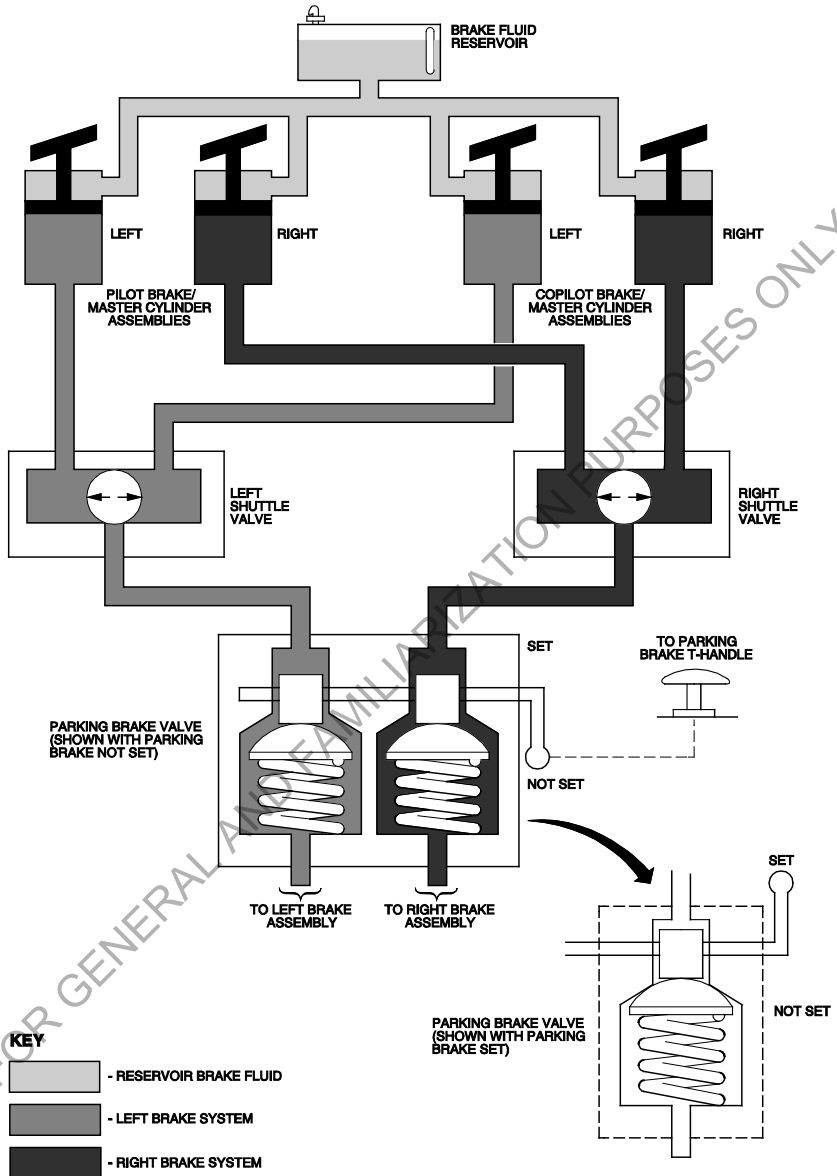 BRAKE FLUID
RESERVOIR
LEFT
RIGHT
LEFT
RIGHT
PILOT BRAKE/
MASTER CYLINDER
ASSEMBLIES
COPILOT BRAKE/
MASTER CYLINDER
ASSEMBLIES
LEFT
SHUTTLE
VALVE
RIGHT
SHUTTLE
VALVE
SET
TO PARKING
BRAKE T-HANDLE
PARKING BRAKE VALVE
(SHOWN WITH PARKING
BRAKE NOT SET)
NOT SET
TO LEFT BRAKE
ASSEMBLY
TO RIGHT BRAKE
ASSEMBLY
SET
NOT SET
PARKING BRAKE VALVE
(SHOWN WITH PARKING
BRAKE SET)
KEY
- RESERVOIR BRAKE FLUID
- LEFT BRAKE SYSTEM
- RIGHT BRAKE SYSTEM
FOR GENERAL AND FAMILIARIZATION PURPOSES ONLY